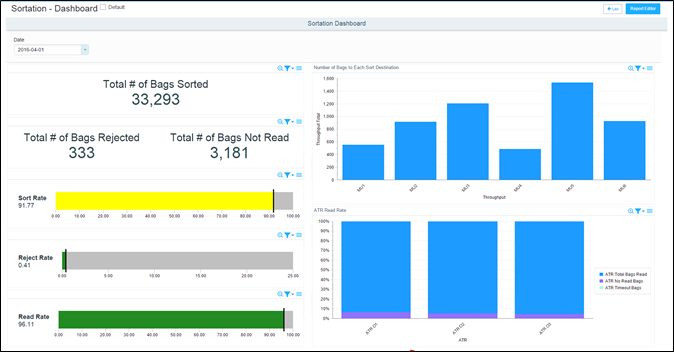 Sortation - Dashboard Default
Report Editor
Sortation Dashboard
Date
2016-04-01
Total # of Bags Sorted
33,293
Total # of Bags Rejected
333
Total # of Bags Not Read
3,181
Sort Rate
91.77
0.00 10.00 20.00 30.00 40.00 50.00 60.00 70.00 80.00 90.00 100.00
Reject Rate
0.41
0.00 5.00 10.00 15.00 20.00 25.00
Read Rate
96.11
0.00 10.00 20.00 30.00 40.00 50.00 60.00 70.00 80.00 90.00 100.00
Number of Bags to Each Sort Destination
Throughput Total
1,600
1,400
1,200
1,000
800
600
400
200
0
MU1 MU2 MU3 MU4 MU5 MU6
Throughput
ATR Read Rate
100%
90%
80%
70%
60%
50%
40%
30%
20%
10%
0%
ATR O1 ATR O2 ATR O3
ATR
ATR Total Bags Read
ATR No Read Bags
ATR Timeout Bags